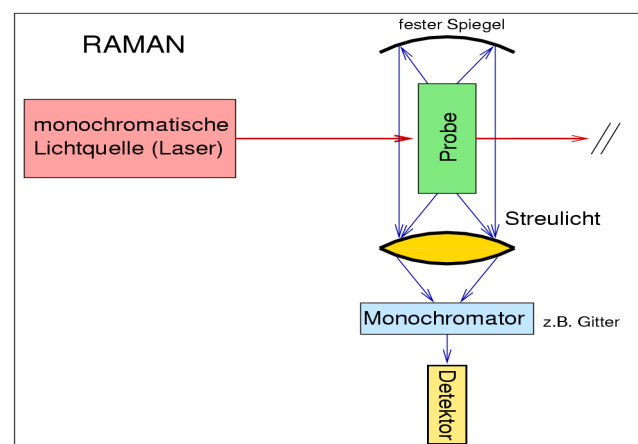 RAMAN
fester Spiegel
monochromatische
Lichtquelle (Laser)
Probe
Streulicht
Monochromator
z.B. Gitter
Detektor